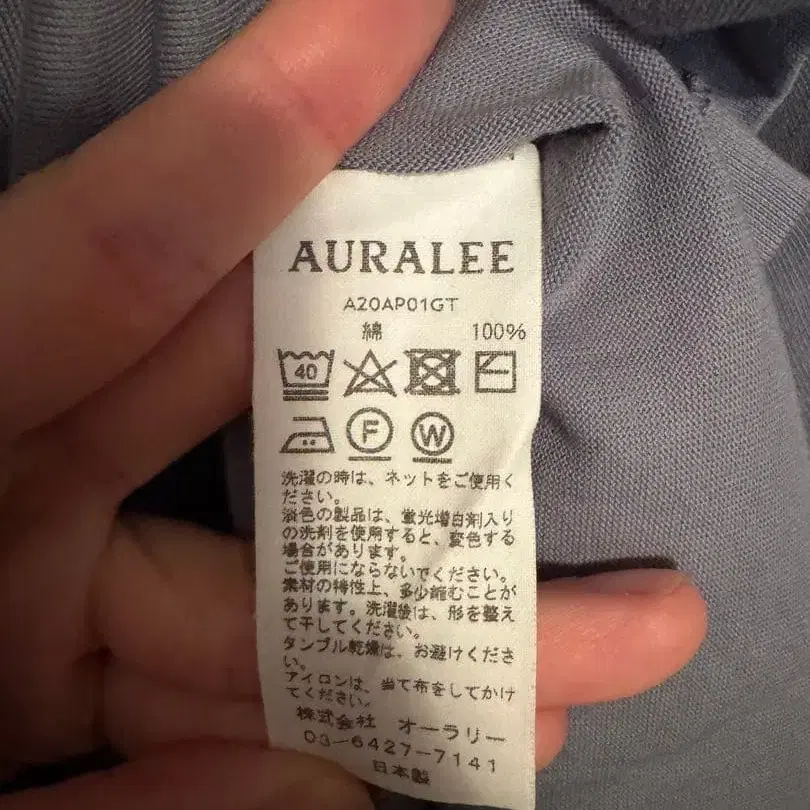 AURALEE
A20AP01GT
綿 100%
40
F W
洗濯の時は、ネットをご使用く
ださい。
淡色の製品は、蛍光増白剤入り
の洗剤を使用すると、変色する
場合があります。
ご使用にならないでください。
素材の特性上、多少縮むことが
あります。洗濯後は、形を整え
て干してください。
タンブル乾燥は、お避けくださ
い。
アイロンは、当て布をしてかけ
てください。
株式会社 オーラリー
03-6427-7141
日本製